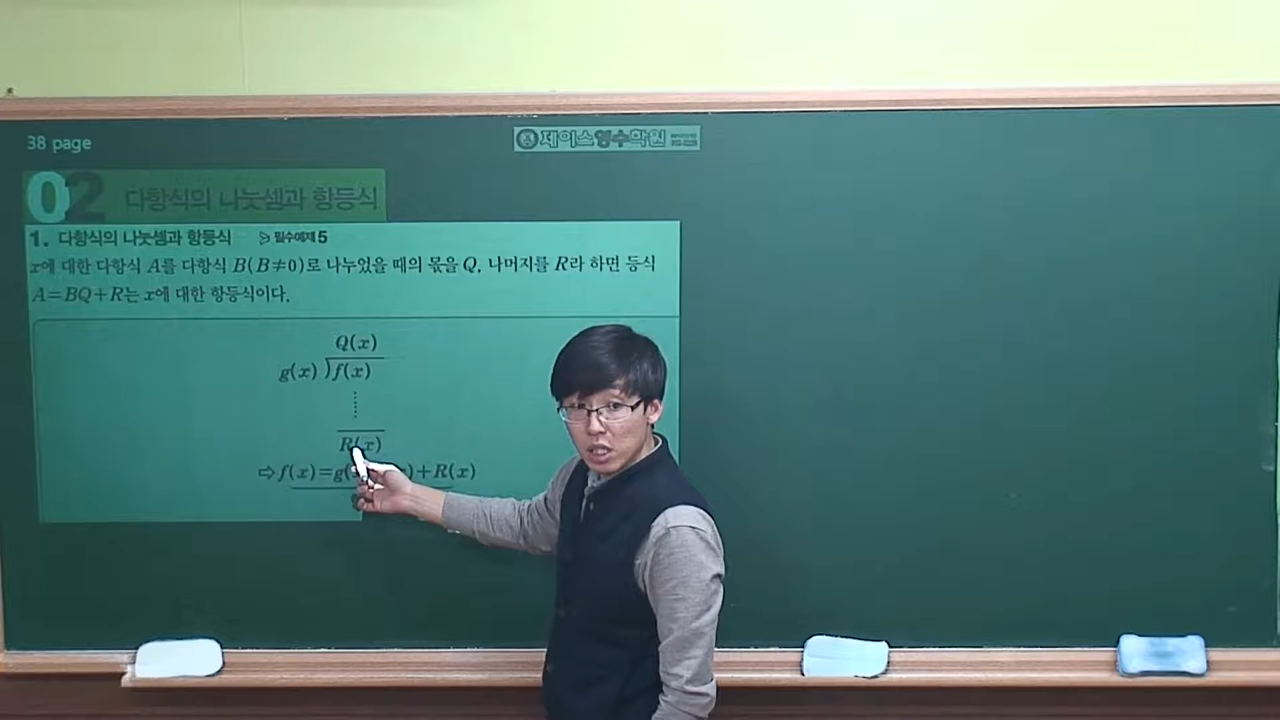 38 page
제이스영수학원
02 다항식의 나눗셈과 항등식
1. 다항식의 나눗셈과 항등식 필수예제 5
x에 대한 다항식 A를 다항식 B(B≠0)로 나누었을 때의 몫을 Q, 나머지를 R라 하면 등식
A=BQ+R는 x에 대한 항등식이다.
Q(x)
g(x) )f(x)
R(x)
⇨ f(x)=g( )+R(x)